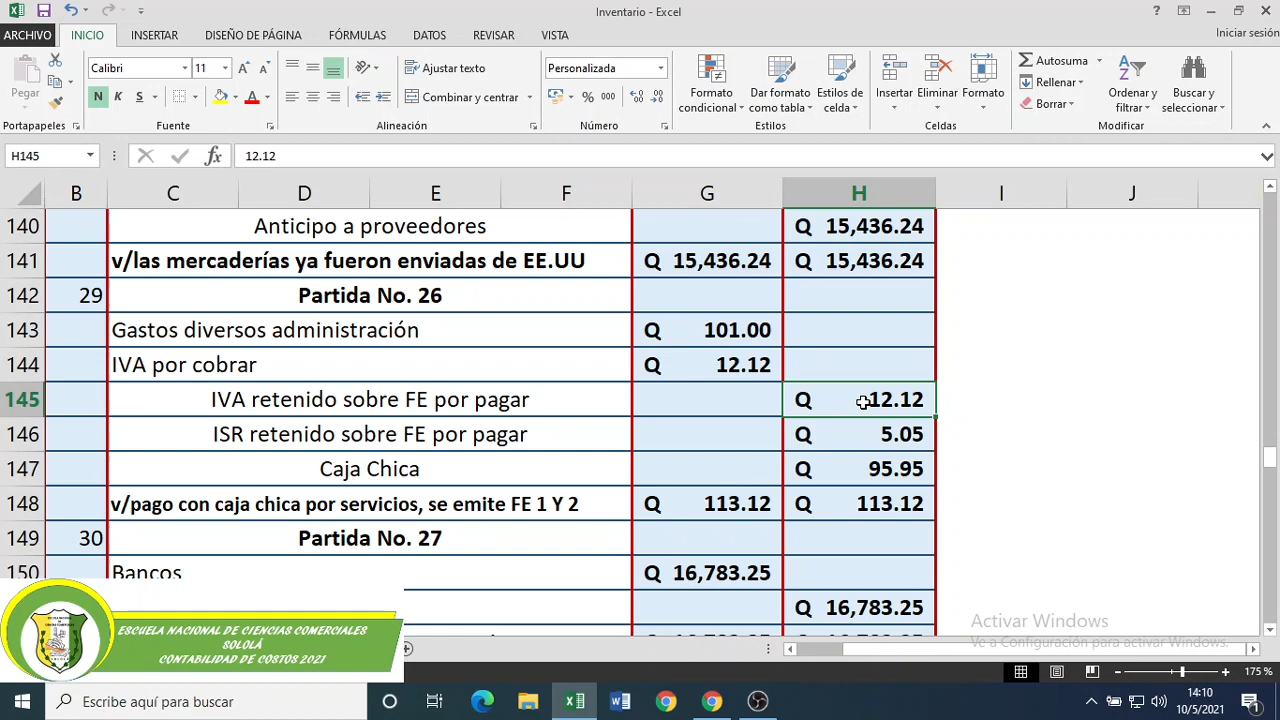 Inventario - Excel
?
ARCHIVO INICIO INSERTAR DISEÑO DE PÁGINA FÓRMULAS DATOS REVISAR VISTA
Iniciar sesión
Pegar
Calibri 11
Ajustar texto
Personalizada
Formato condicional
Dar formato como tabla
Estilos de celda
Insertar
Eliminar
Formato
Autosuma
Rellenar
Borrar
Ordenar y filtrar
Buscar y seleccionar
N K S
Combinar y centrar
% 000
Portapapeles Fuente Alineación Número Estilos Celdas Modificar
H145 fx 12.12
B C D E F G H I J
140 Anticipo a proveedores Q 15,436.24
141 v/las mercaderías ya fueron enviadas de EE.UU Q 15,436.24 Q 15,436.24
142 29 Partida No. 26
143 Gastos diversos administración Q 101.00
144 IVA por cobrar Q 12.12
145 IVA retenido sobre FE por pagar Q 12.12
146 ISR retenido sobre FE por pagar Q 5.05
147 Caja Chica Q 95.95
148 v/pago con caja chica por servicios, se emite FE 1 Y 2 Q 113.12 Q 113.12
149 30 Partida No. 27
150 Bancos Q 16,783.25
Q 16,783.25
Activar Windows
Ve a Configuración para activar Windows.
ESCUELA NACIONAL DE CIENCIAS COMERCIALES
SOLOLÁ
CONTABILIDAD DE COSTOS 2021
175 %
Escribe aquí para buscar
14:10
10/5/2021